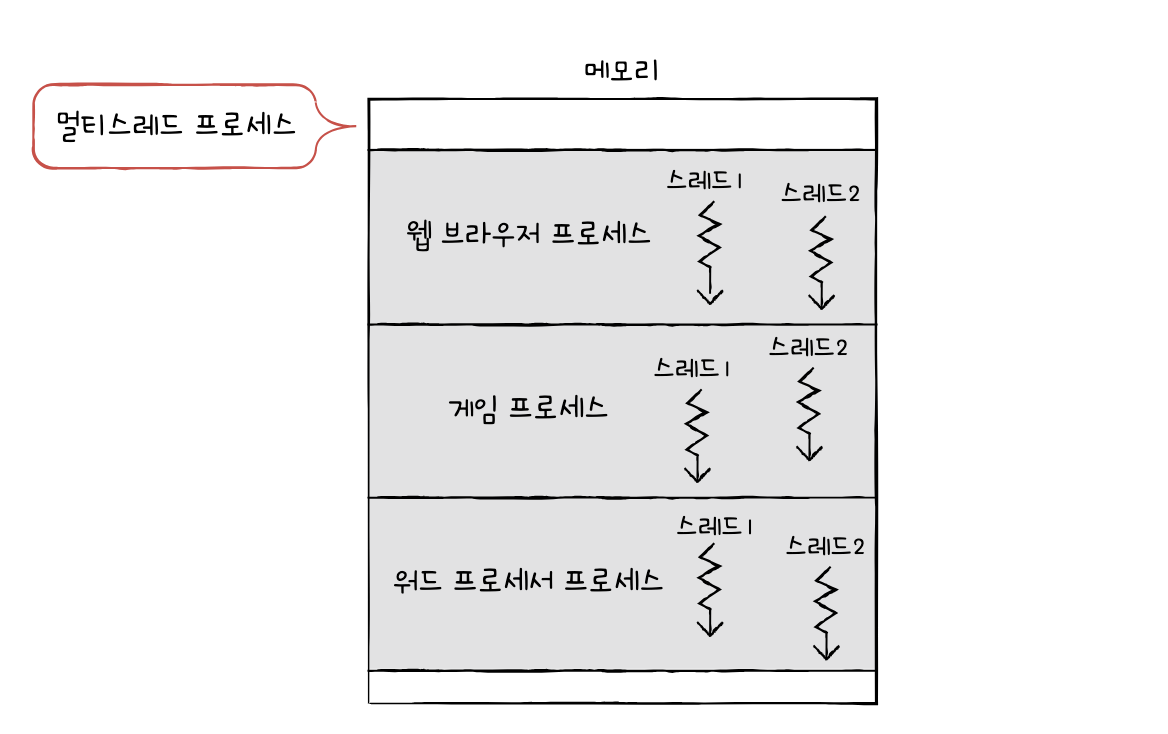 메모리
멀티스레드 프로세스
스레드1
스레드2
웹 브라우저 프로세스
스레드2
스레드1
게임 프로세스
스레드1
스레드2
워드 프로세서 프로세스